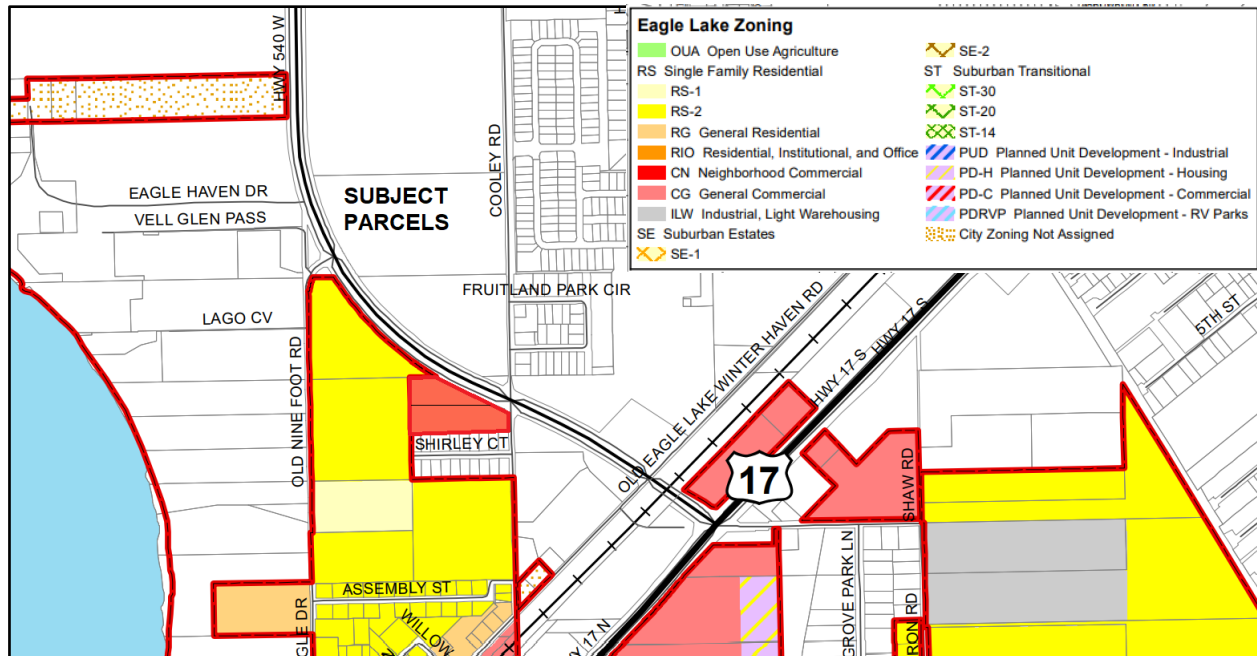 Eagle Lake Zoning
OUA Open Use Agriculture
RS Single Family Residential
RS-1
RS-2
RG General Residential
RIO Residential, Institutional, and Office
CN Neighborhood Commercial
CG General Commercial
ILW Industrial, Light Warehousing
SE Suburban Estates
SE-1
SE-2
ST Suburban Transitional
ST-30
ST-20
ST-14
PUD Planned Unit Development - Industrial
PD-H Planned Unit Development - Housing
PD-C Planned Unit Development - Commercial
PDRVP Planned Unit Development - RV Parks
City Zoning Not Assigned
HWY 540 W
COOLEY RD
EAGLE HAVEN DR
VELL GLEN PASS
SUBJECT
PARCELS
FRUITLAND PARK CIR
LAGO CV
OLD NINE FOOT RD
SHIRLEY CT
OLD EAGLE LAKE WINTER HAVEN RD
HWY 17 S
HWY 17 S
5TH ST
17
SHAW RD
ASSEMBLY ST
WILLOW
GLE DR
Y 17 N
GROVE PARK LN
RON RD